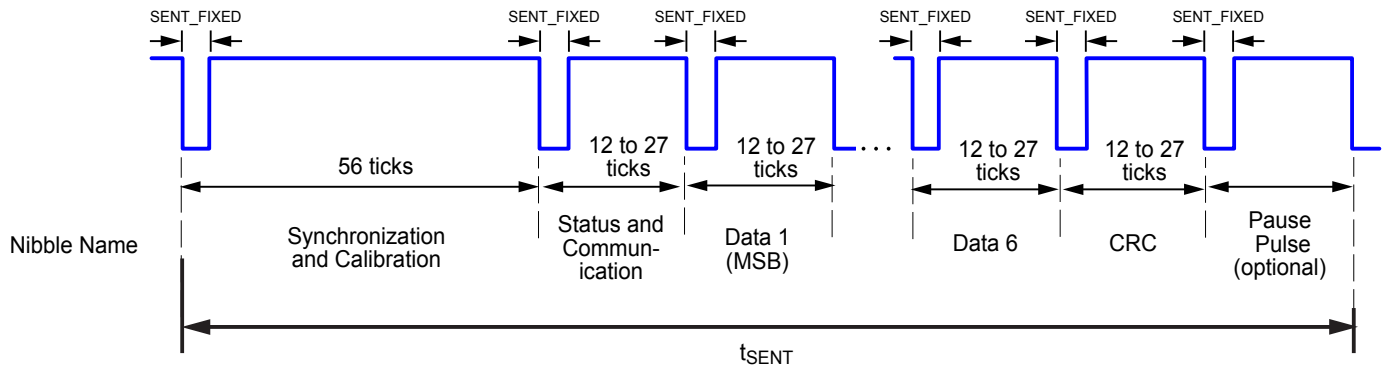 SENT_FIXED SENT_FIXED SENT_FIXED SENT_FIXED SENT_FIXED SENT_FIXED
56 ticks
12 to 27
ticks
12 to 27
ticks
. . .
12 to 27
ticks
12 to 27
ticks
Nibble Name
Synchronization
and Calibration
Status and
Commun-
ication
Data 1
(MSB)
Data 6
CRC
Pause
Pulse
(optional)
tSENT